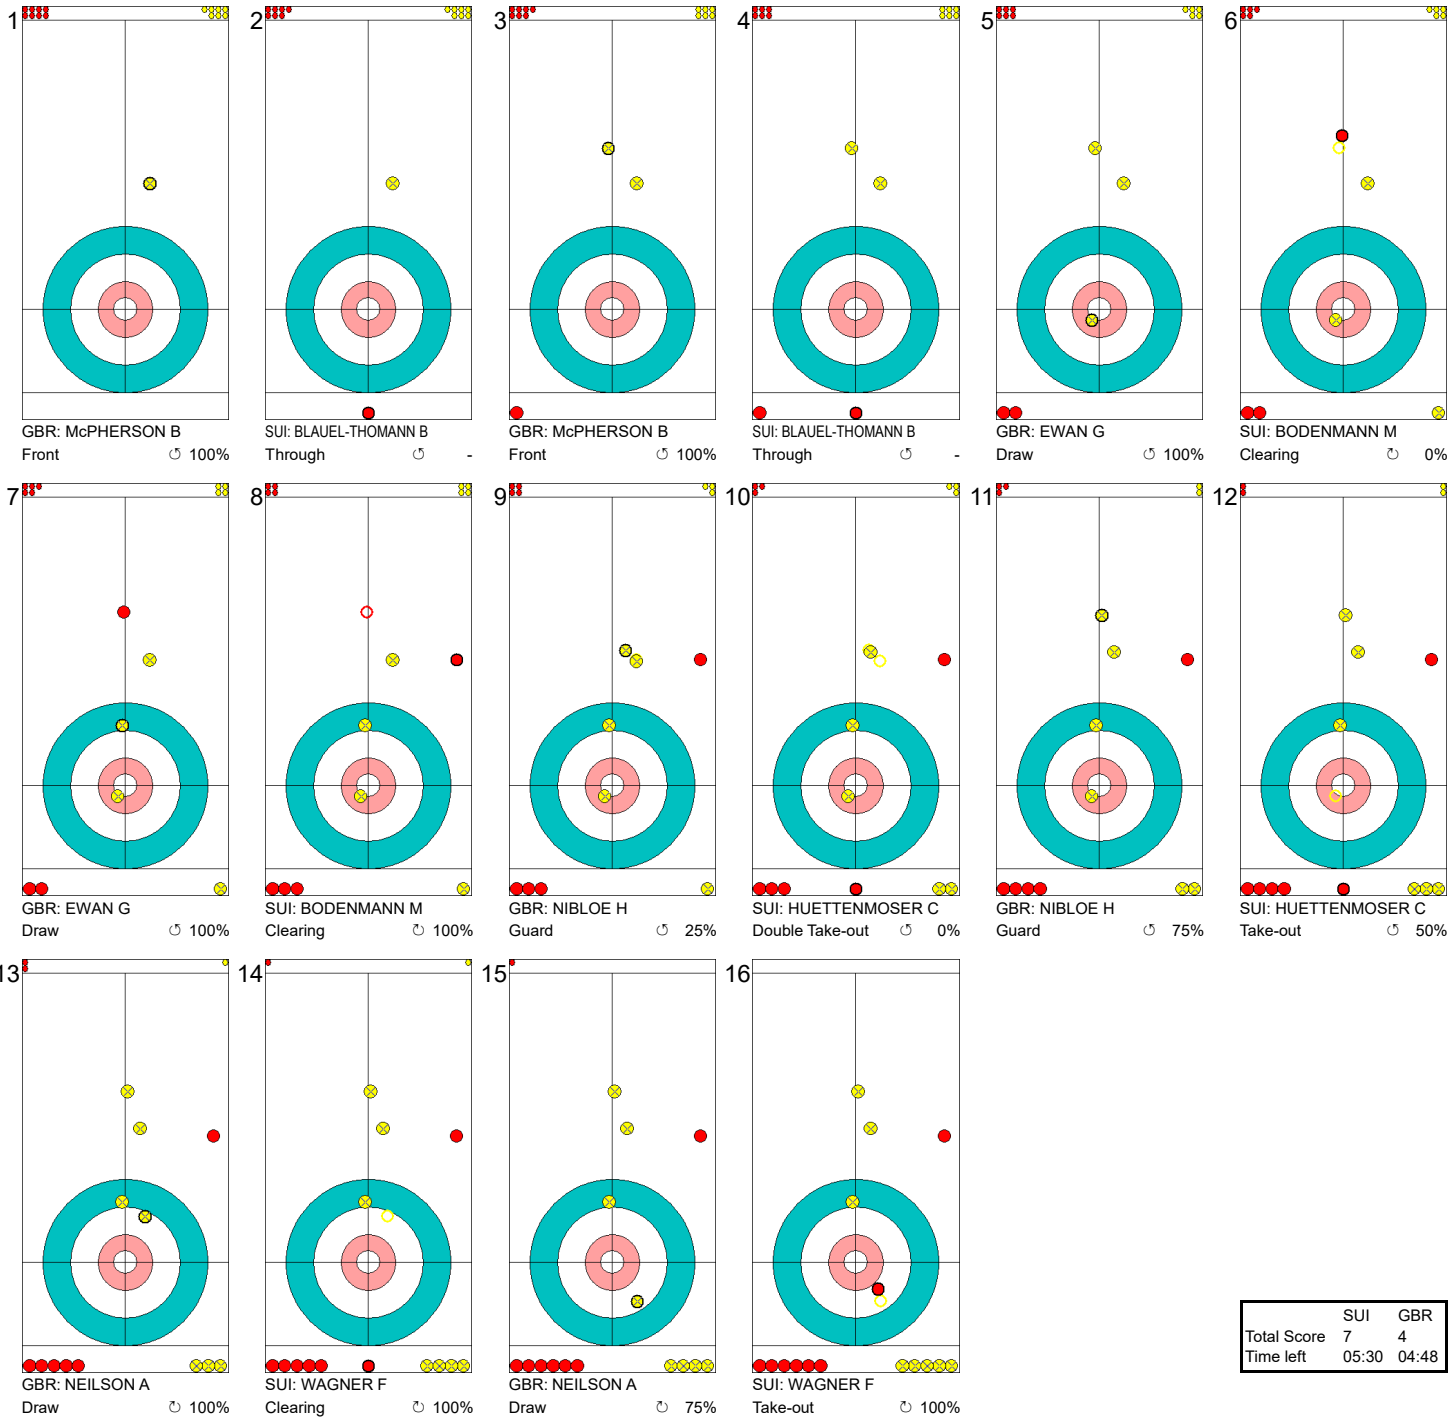 1
GBR: McPHERSON B
Front ↺ 100%
2
SUI: BLAUEL-THOMANN B
Through ↺ -
3
GBR: McPHERSON B
Front ↺ 100%
4
SUI: BLAUEL-THOMANN B
Through ↺ -
5
GBR: EWAN G
Draw ↻ 100%
6
SUI: BODENMANN M
Clearing ↻ 0%
7
GBR: EWAN G
Draw ↺ 100%
8
SUI: BODENMANN M
Clearing ↻ 100%
9
GBR: NIBLOE H
Guard ↺ 25%
10
SUI: HUETTENMOSER C
Double Take-out ↺ 0%
11
GBR: NIBLOE H
Guard ↺ 75%
12
SUI: HUETTENMOSER C
Take-out ↺ 50%
13
GBR: NEILSON A
Draw ↻ 100%
14
SUI: WAGNER F
Clearing ↻ 100%
15
GBR: NEILSON A
Draw ↻ 75%
16
SUI: WAGNER F
Take-out ↻ 100%
SUI GBR
Total Score 7 4
Time left 05:30 04:48